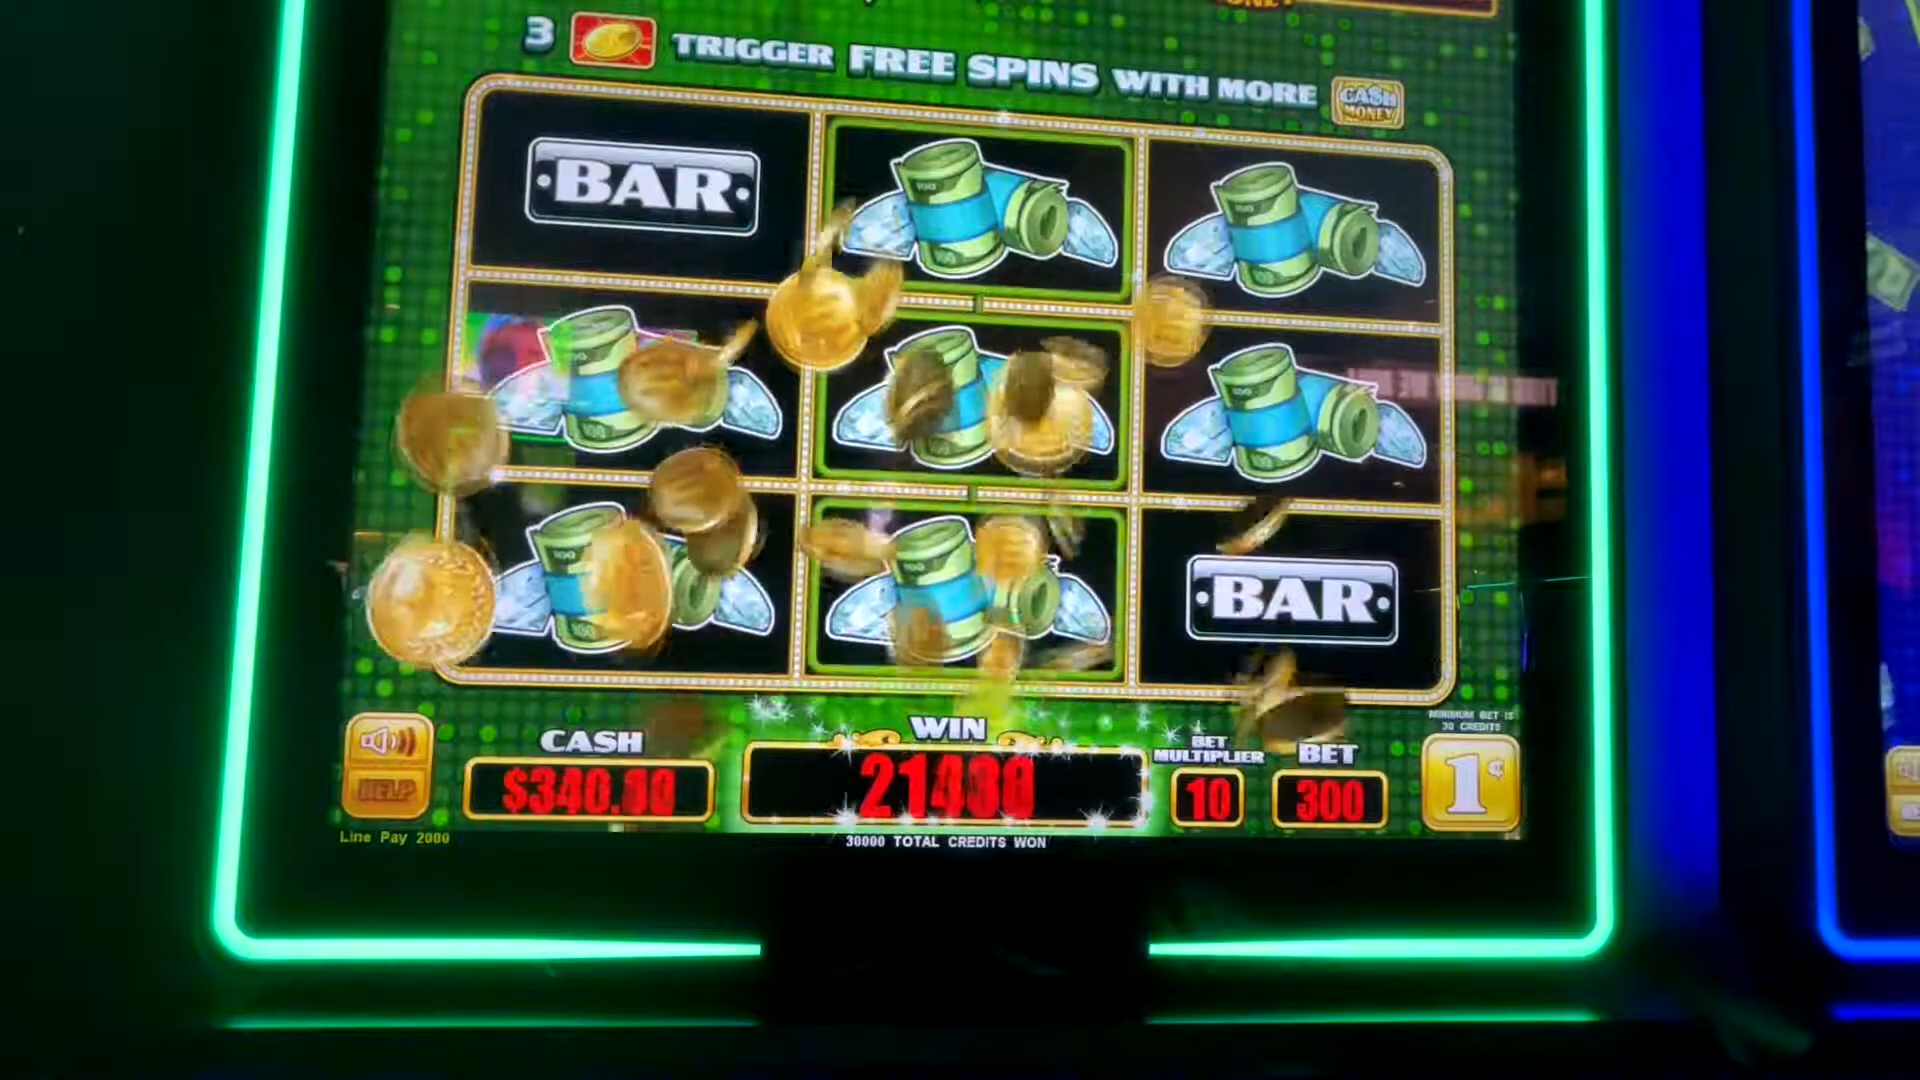 3 TRIGGER FREE SPINS WITH MORE CA$H MONEY
BAR
BAR
MINIMUM BET IS
30 CREDITS
CASH
WIN
BET MULTIPLIER
BET
HELP
10
300
1¢
Line Pay 2000
30000 TOTAL CREDITS WON